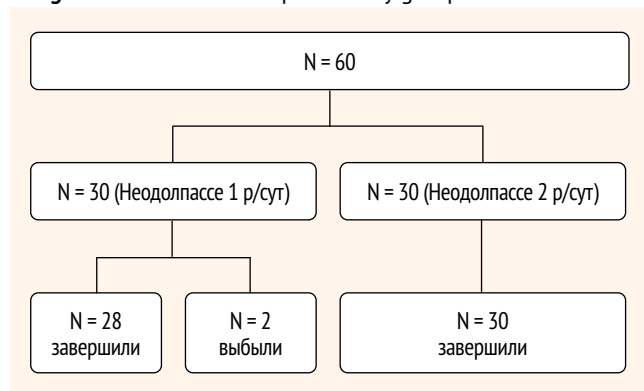 N = 60
N = 30 (Неодолпассе 1 р/сут)
N = 30 (Неодолпассе 2 р/сут)
N = 28
завершили
N = 2
выбыли
N = 30
завершили